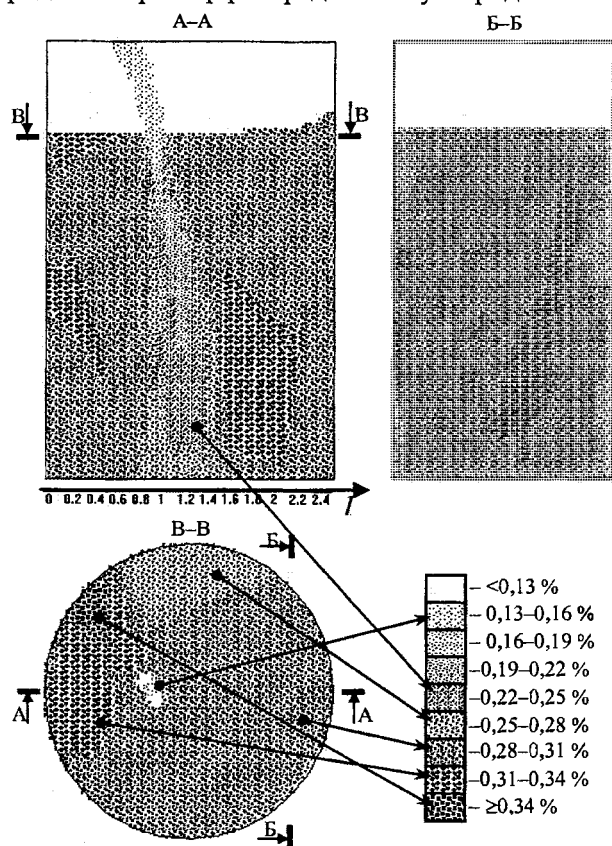 А–А
Б–Б
В
В
0 0.2 0.4 0.6 0.8 1 1.2 1.4 1.6 1.8 2 2.2 2.4 l
В–В
Б
А
А
Б
<0,13 %
0,13–0,16 %
0,16–0,19 %
0,19–0,22 %
0,22–0,25 %
0,25–0,28 %
0,28–0,31 %
0,31–0,34 %
≥0,34 %